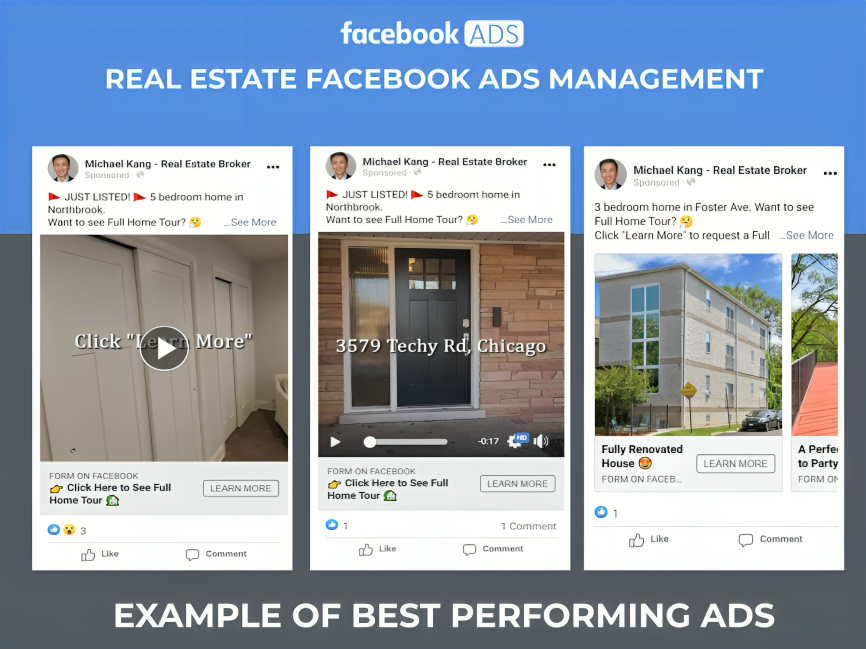 facebook ADS
REAL ESTATE FACEBOOK ADS MANAGEMENT
Michael Kang - Real Estate Broker
Sponsored ·
🚩 JUST LISTED! 🚩 5 bedroom home in
Northbrook.
Want to see Full Home Tour? 🤔 ...See More
Click "Learn More"
FORM ON FACEBOOK
👉 Click Here to See Full
Home Tour 🏡
LEARN MORE
3
Like
Comment
Michael Kang - Real Estate Broker
Sponsored ·
🚩 JUST LISTED! 🚩 5 bedroom home in
Northbrook.
Want to see Full Home Tour? 🤔 ...See More
3579 Techy Rd, Chicago
-0:17
HD
FORM ON FACEBOOK
👉 Click Here to See Full
Home Tour 🏡
LEARN MORE
1
1 Comment
Like
Comment
Michael Kang - Real Estate Broker
Sponsored ·
3 bedroom home in Foster Ave. Want to see
Full Home Tour? 🤔
Click "Learn More" to request a Full ...See More
Fully Renovated
House 🤩
FORM ON FACEB...
LEARN MORE
A Perfe
to Party
FORM ON
1
Like
Comment
EXAMPLE OF BEST PERFORMING ADS